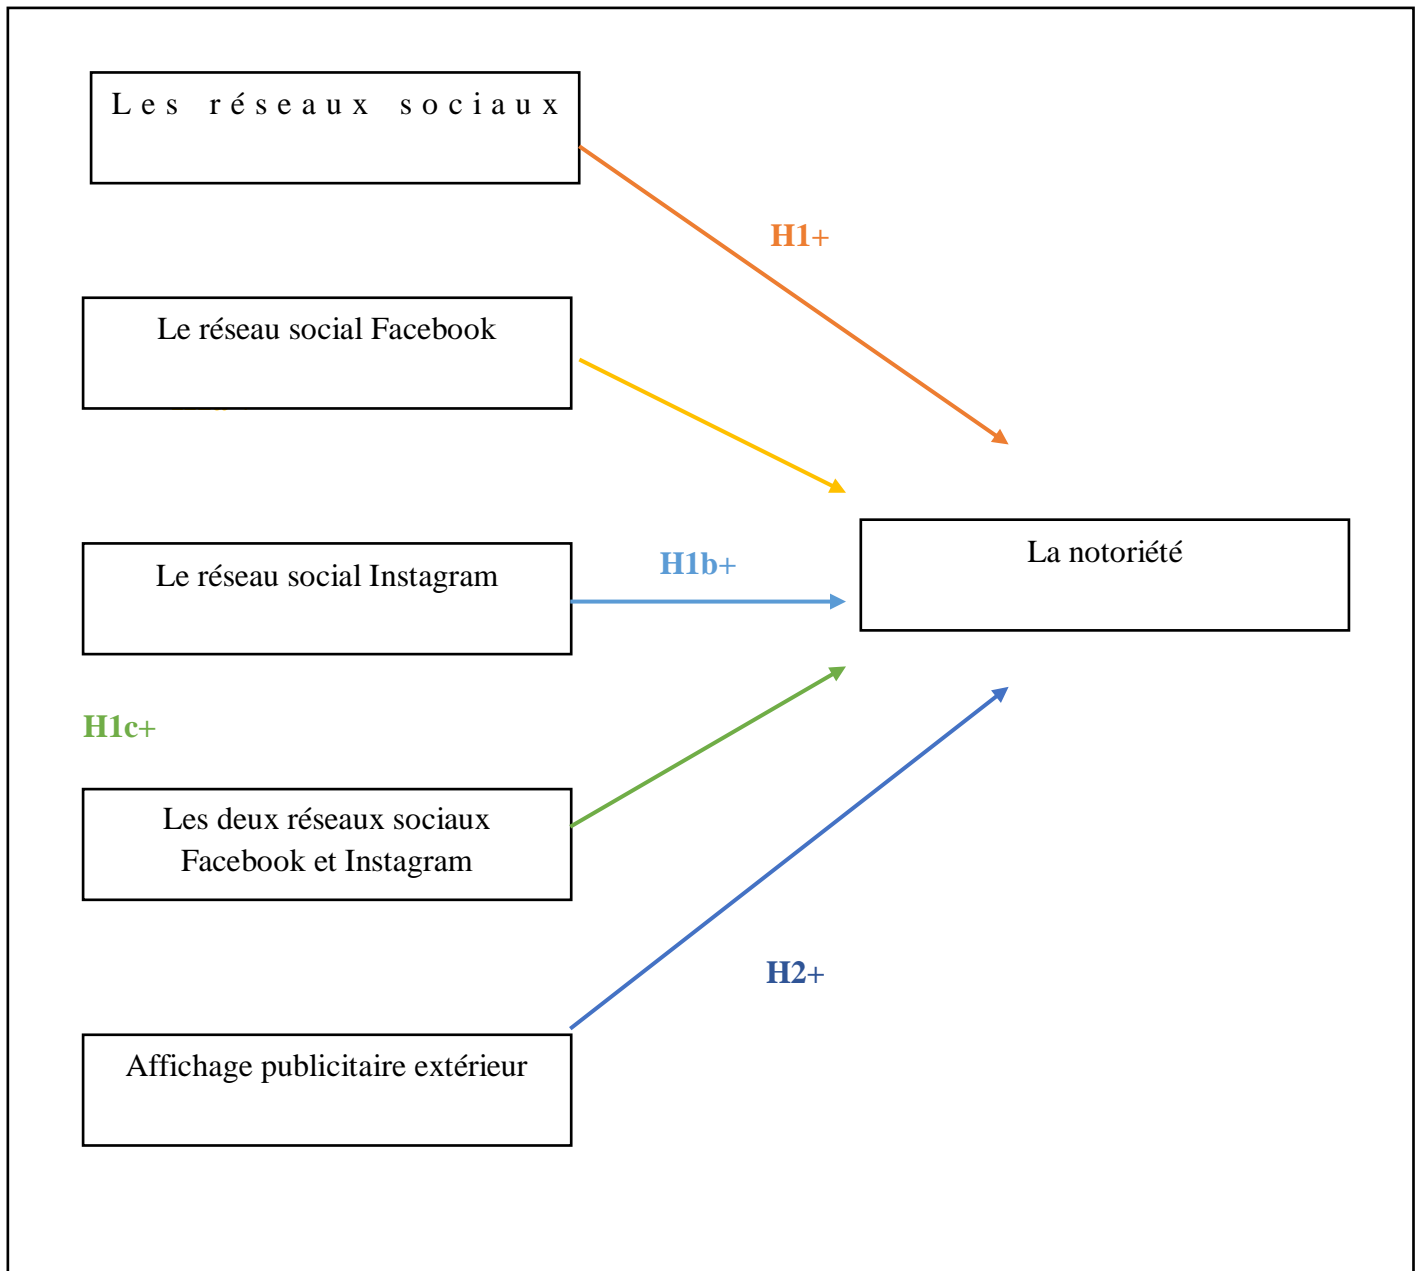 Les réseaux sociaux
H1+
Le réseau social Facebook
La notoriété
Le réseau social Instagram
H1b+
H1c+
Les deux réseaux sociaux
Facebook et Instagram
H2+
Affichage publicitaire extérieur